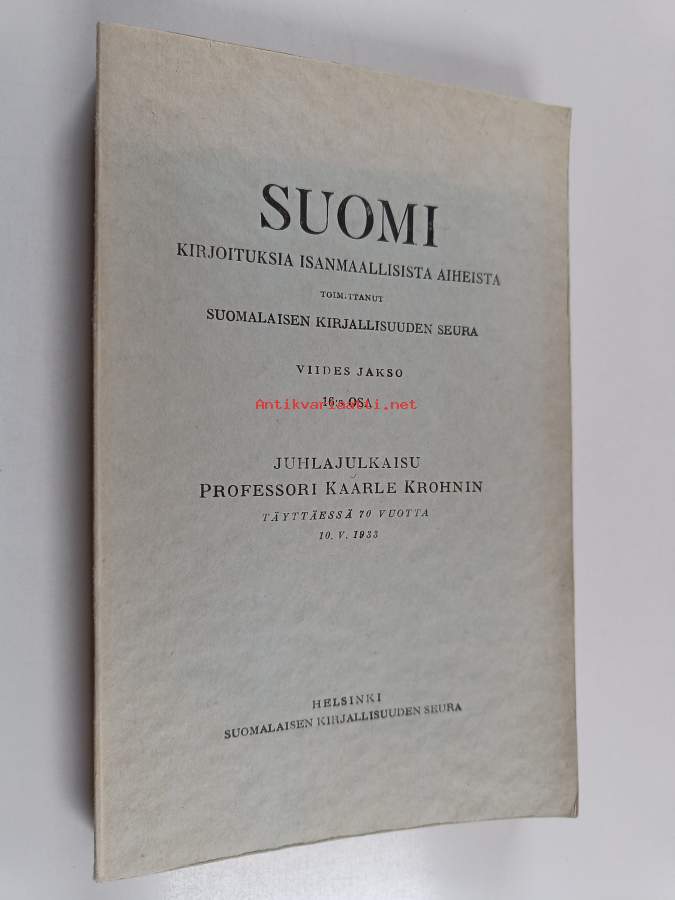 SUOMI
KIRJOITUKSIA ISÄNMAALLISISTA AIHEISTA
TOIMITTANUT
SUOMALAISEN KIRJALLISUUDEN SEURA
VIIDES JAKSO
16:s OSA
Antikvariaatti.net
JUHLAJULKAISU
PROFESSORI KAARLE KROHNIN
TÄYTTÄESSÄ 70 VUOTTA
10. V. 1933
HELSINKI
SUOMALAISEN KIRJALLISUUDEN SEURA